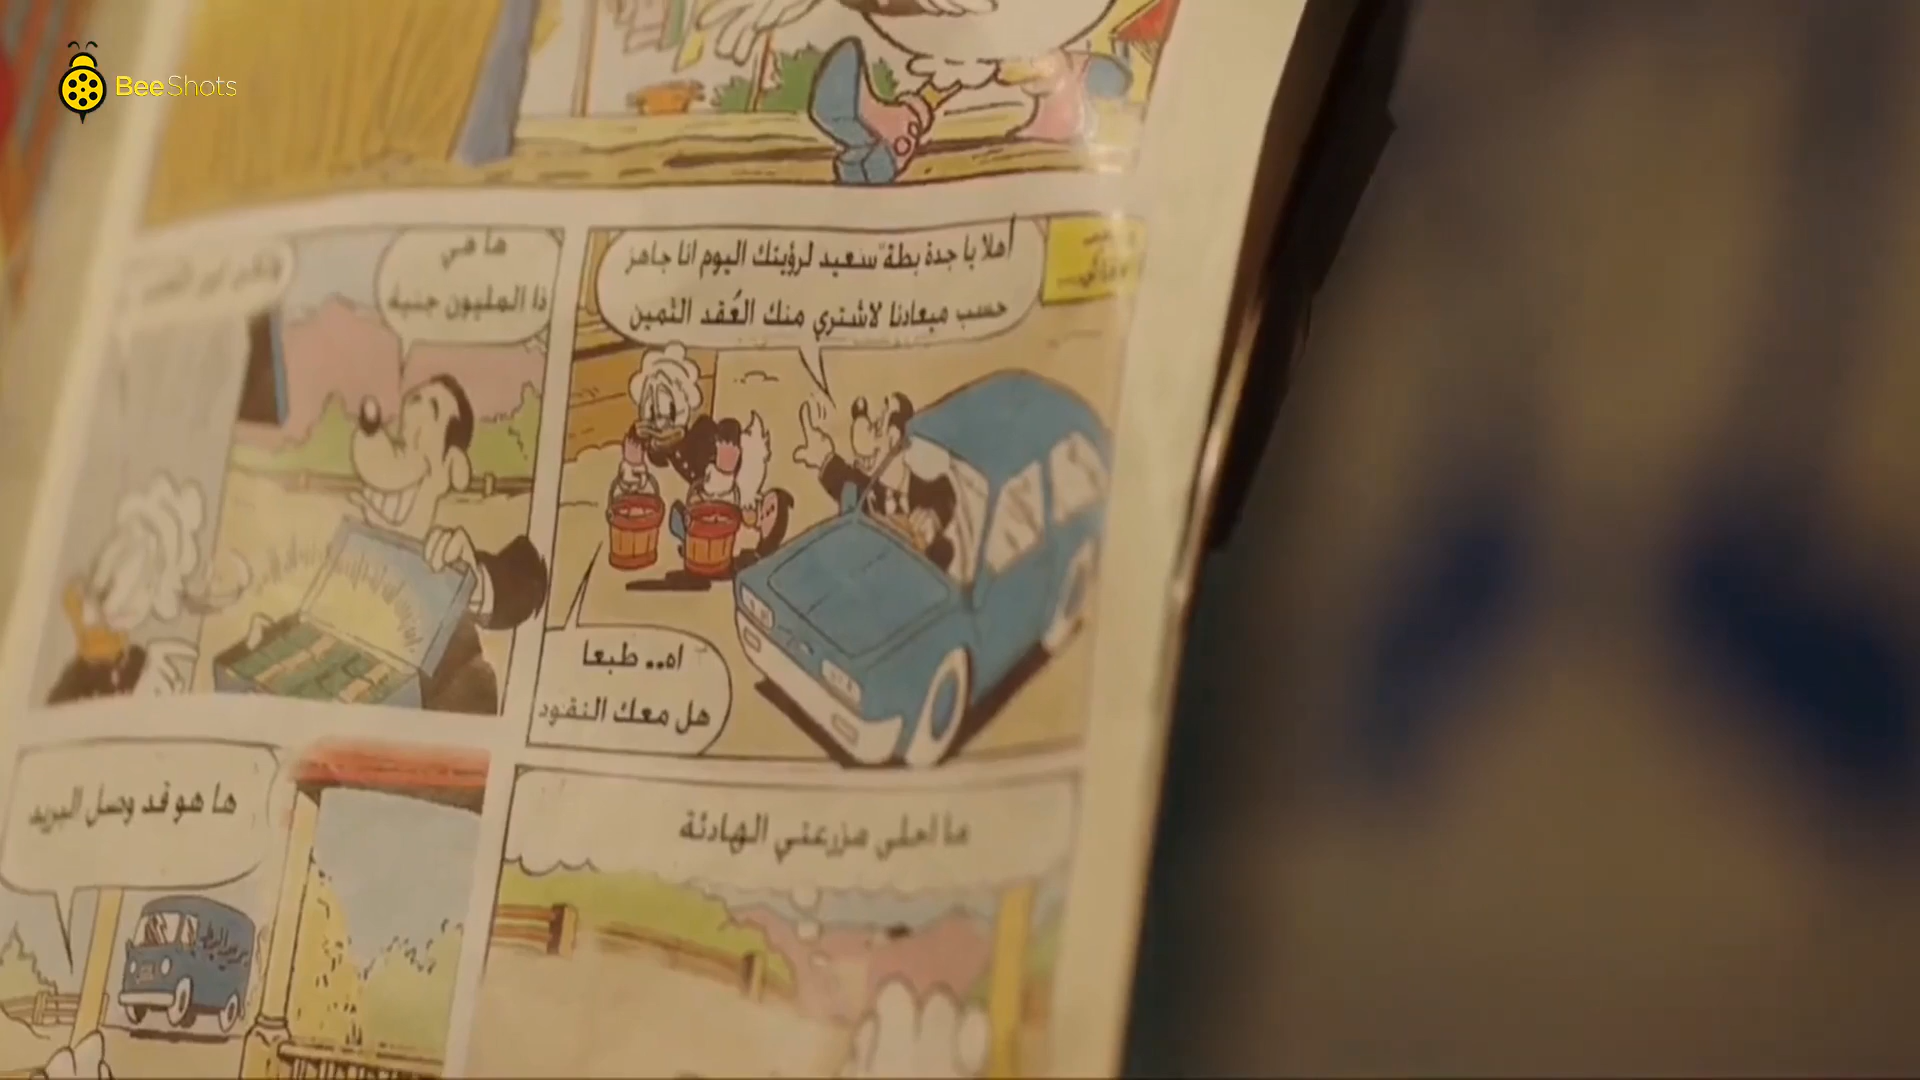 BeeShots
أهلا يا جدة بطة سعيد لرؤيتك اليوم انا جاهز
حسب ميعادنا لاشتري منك العُقد الثمين
اه.. طبعا
هل معك النقود
ها هي
ذا المليون جنية
ما احلى مزرعتي الهادئة
ها هو قد وصل البريد